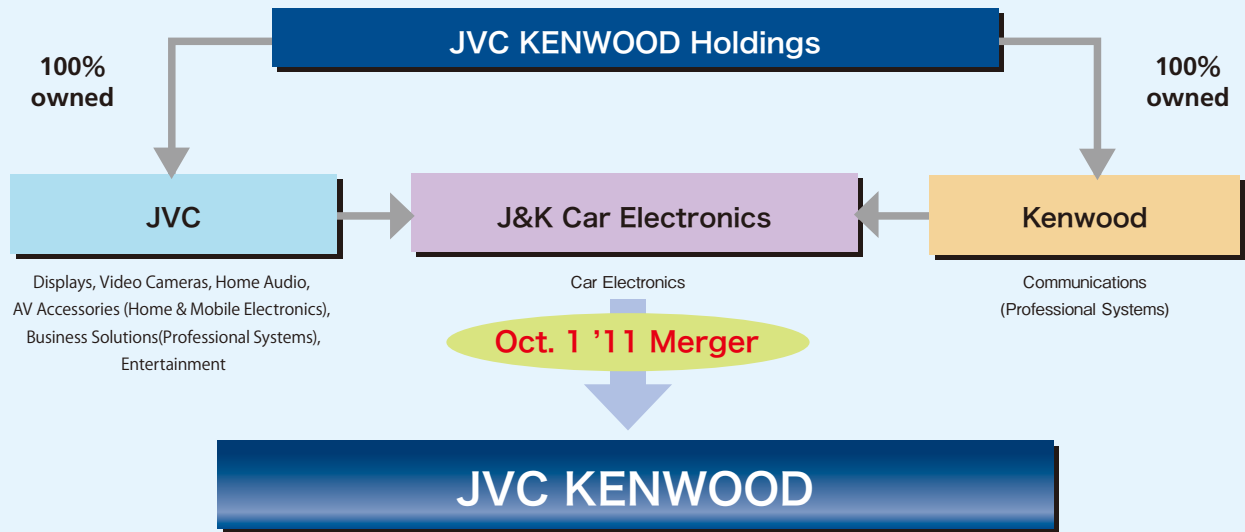 JVC KENWOOD Holdings
100%
owned
100%
owned
JVC
J&K Car Electronics
Kenwood
Displays, Video Cameras, Home Audio,
AV Accessories (Home & Mobile Electronics),
Business Solutions(Professional Systems),
Entertainment
Car Electronics
Communications
(Professional Systems)
Oct. 1 ’11 Merger
JVC KENWOOD